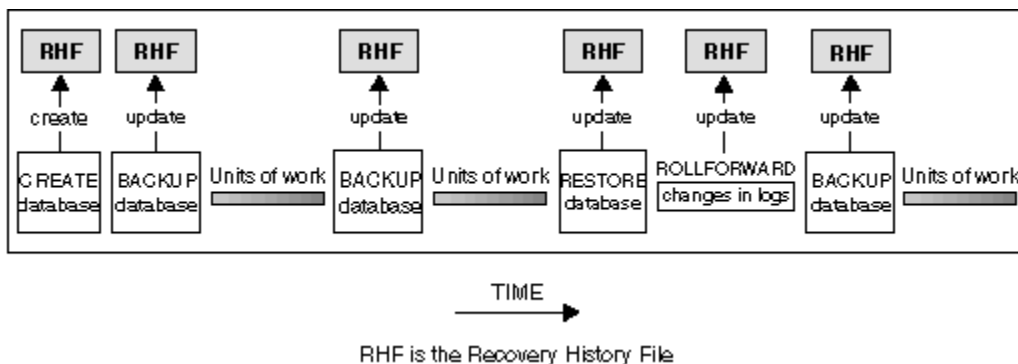 RHF RHF RHF RHF RHF RHF
create update update update update update
CREATE
database
BACKUP
database
Units of work
BACKUP
database
Units of work
RESTORE
database
ROLLFORWARD
changes in logs
BACKUP
database
Units of work
TIME
RHF is the Recovery History File